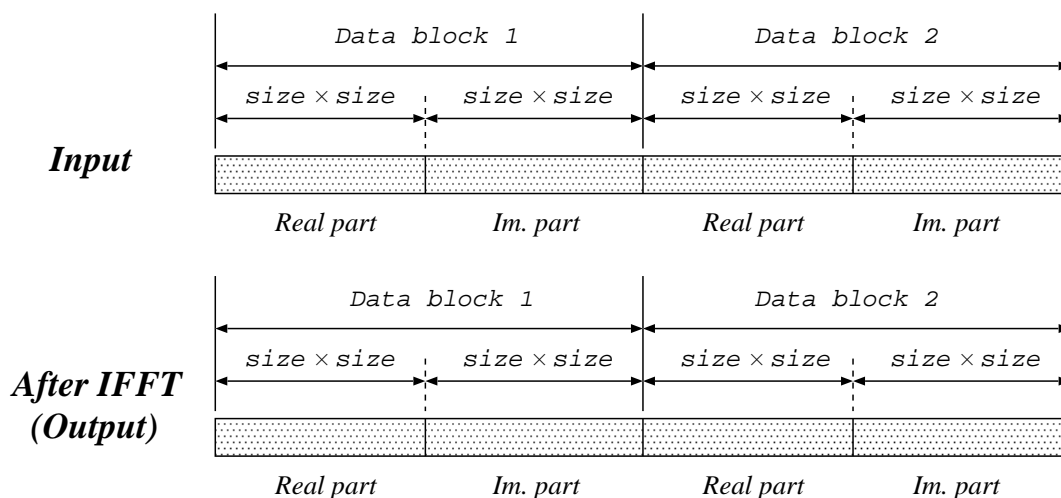 Data block 1 Data block 2
size × size size × size size × size size × size
Input
Real part Im. part Real part Im. part
Data block 1 Data block 2
size × size size × size size × size size × size
After IFFT
(Output)
Real part Im. part Real part Im. part